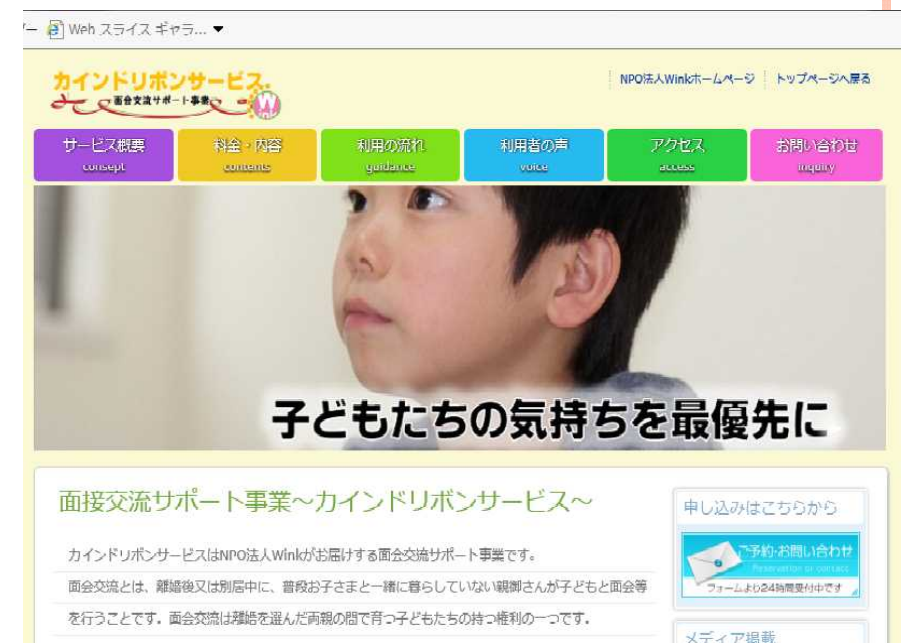 Web スライス ギャラ...
カインドリボンサービス
面会交流サポート事業
Wink
NPO法人Winkホームページ
トップページへ戻る
サービス概要
consept
料金・内容
contents
利用の流れ
guidance
利用者の声
voice
アクセス
access
お問い合わせ
inquiry
子どもたちの気持ちを最優先に
面接交流サポート事業～カインドリボンサービス～
カインドリボンサービスはNPO法人Winkがお届けする面会交流サポート事業です。
面会交流とは、離婚後又は別居中に、普段お子さまと一緒に暮らしていない親御さんが子どもと面会等
を行うことです。面会交流は離婚を選んだ両親の間で育つ子どもたちの持つ権利の一つです。
申し込みはこちらから
ご予約・お問い合わせ
Reservation or contact
フォームより24時間受付中です
メディア掲載